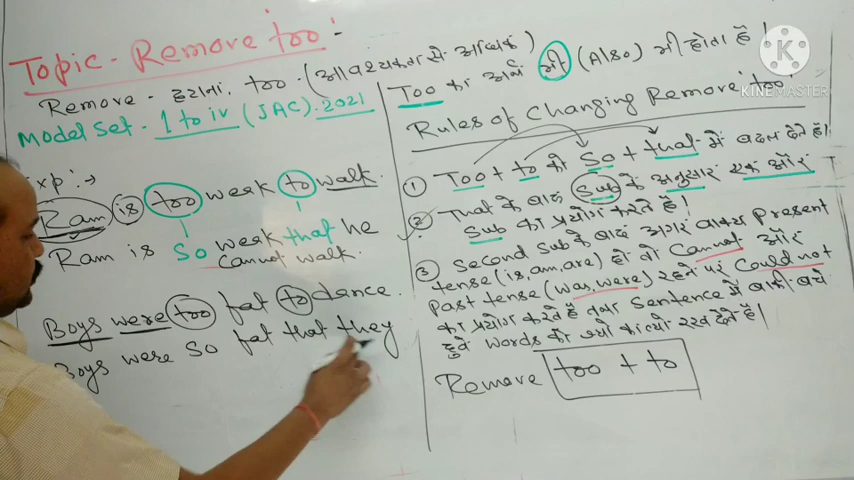 Topic - Remove too :-
Remove - हटाना, too - (आवश्यकता से अधिक)
Model Set - 1 to iv (JAC) 2021
Exp :→
Ram is too weak to walk.
Ram is so weak that he
cannot walk.
Boys were too fat to dance.
Boys were so fat that they
Too का अर्थ भी (Also) भी होता है।
Rules of Changing Remove 'too'
① Too + to को So + that में बदल देते हैं।
② That के बाद Sub के अनुसार एक और
Sub का प्रयोग करते हैं।
③ Second Sub के बाद अगर वाक्य Present
tense (is, am, are) हो तो Cannot और
Past tense (was, were) रहने पर Could not
का प्रयोग करते हैं तथा Sentence में बाकी बचे
हुये words को ज्यों का त्यों रख देते हैं।
Remove too + to
KINEMASTER